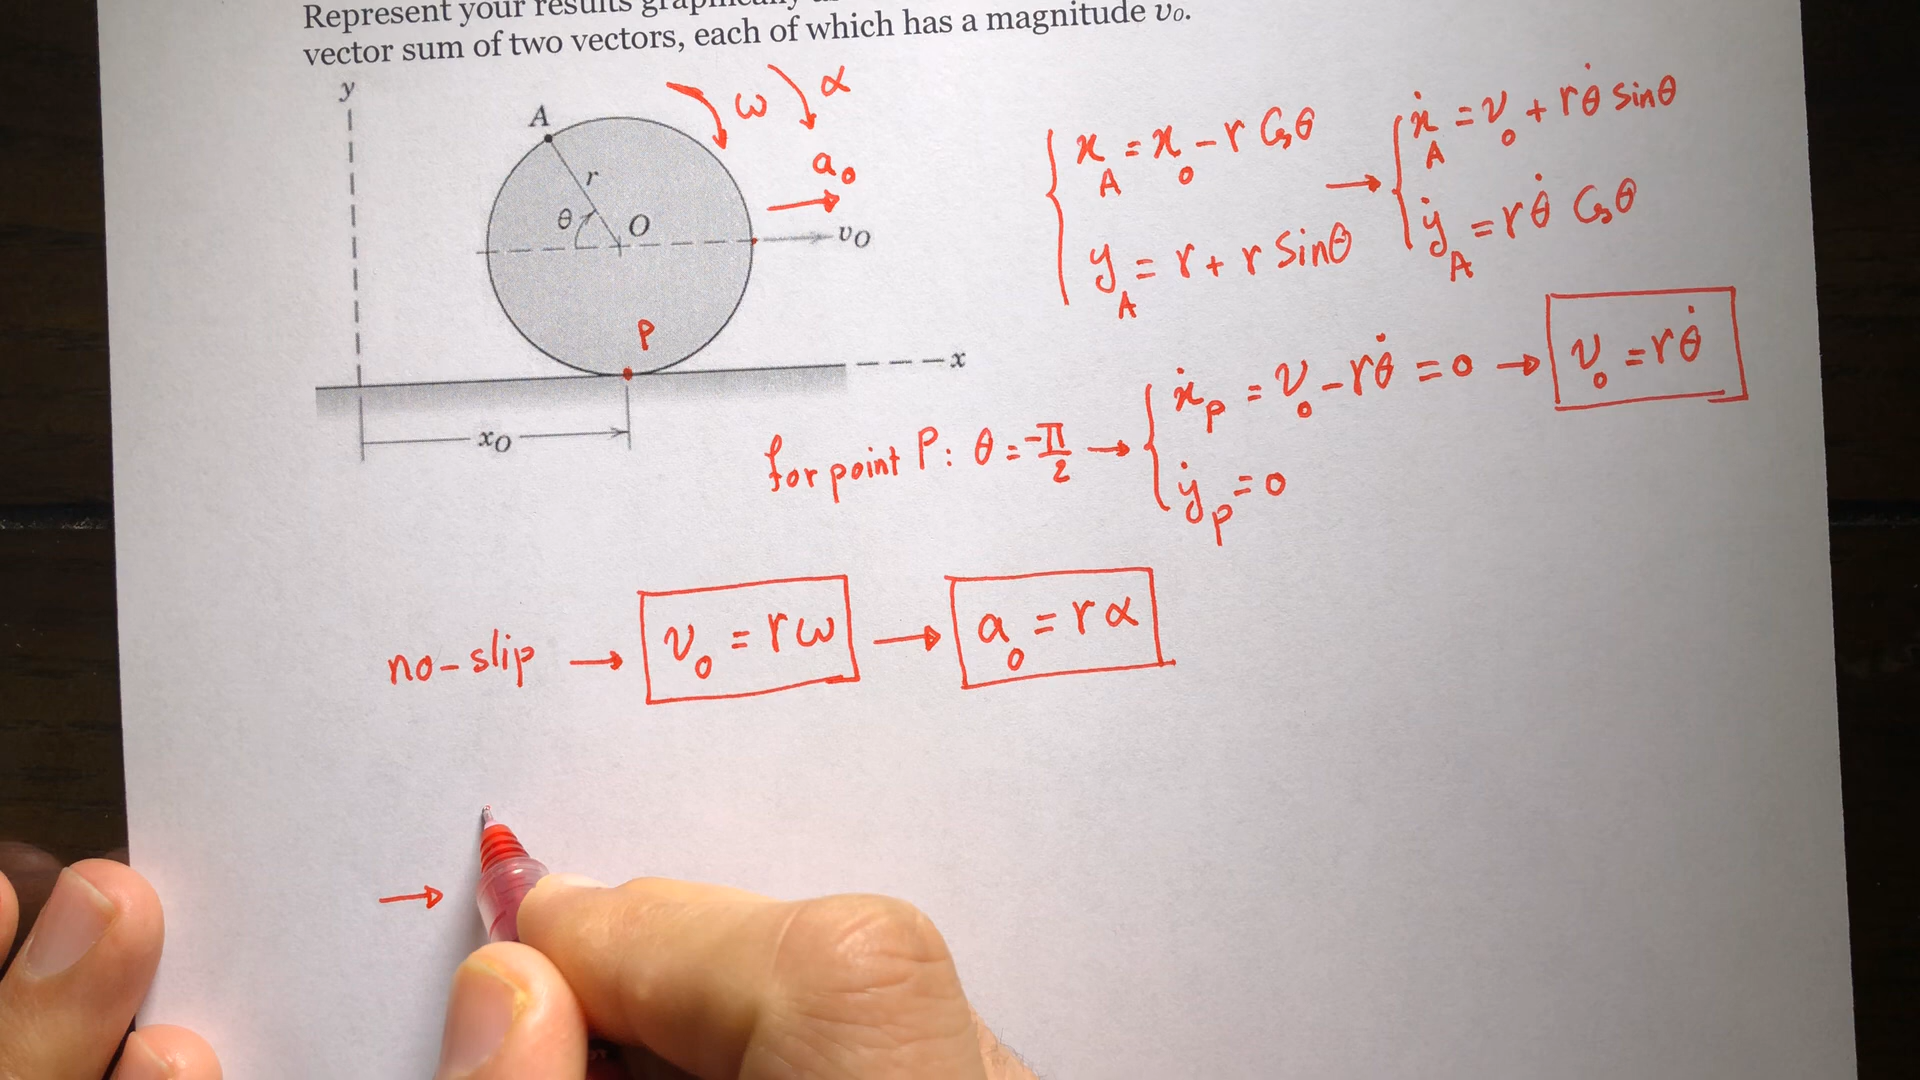 Represent your results graphically
vector sum of two vectors, each of which has a magnitude v₀.
y
A
ω
α
r
a₀
θ
O
v_O
P
x
x_O
{ x_A = x₀ - r Cosθ → { ẋ_A = v₀ + rθ̇ sinθ
y_A = r + r Sinθ ẏ_A = rθ̇ Cosθ
for point P: θ = -π/2 → { ẋ_P = v₀ - rθ̇ = 0 → v₀ = rθ̇
ẏ_P = 0
no-slip → v₀ = rω → a₀ = rα
→